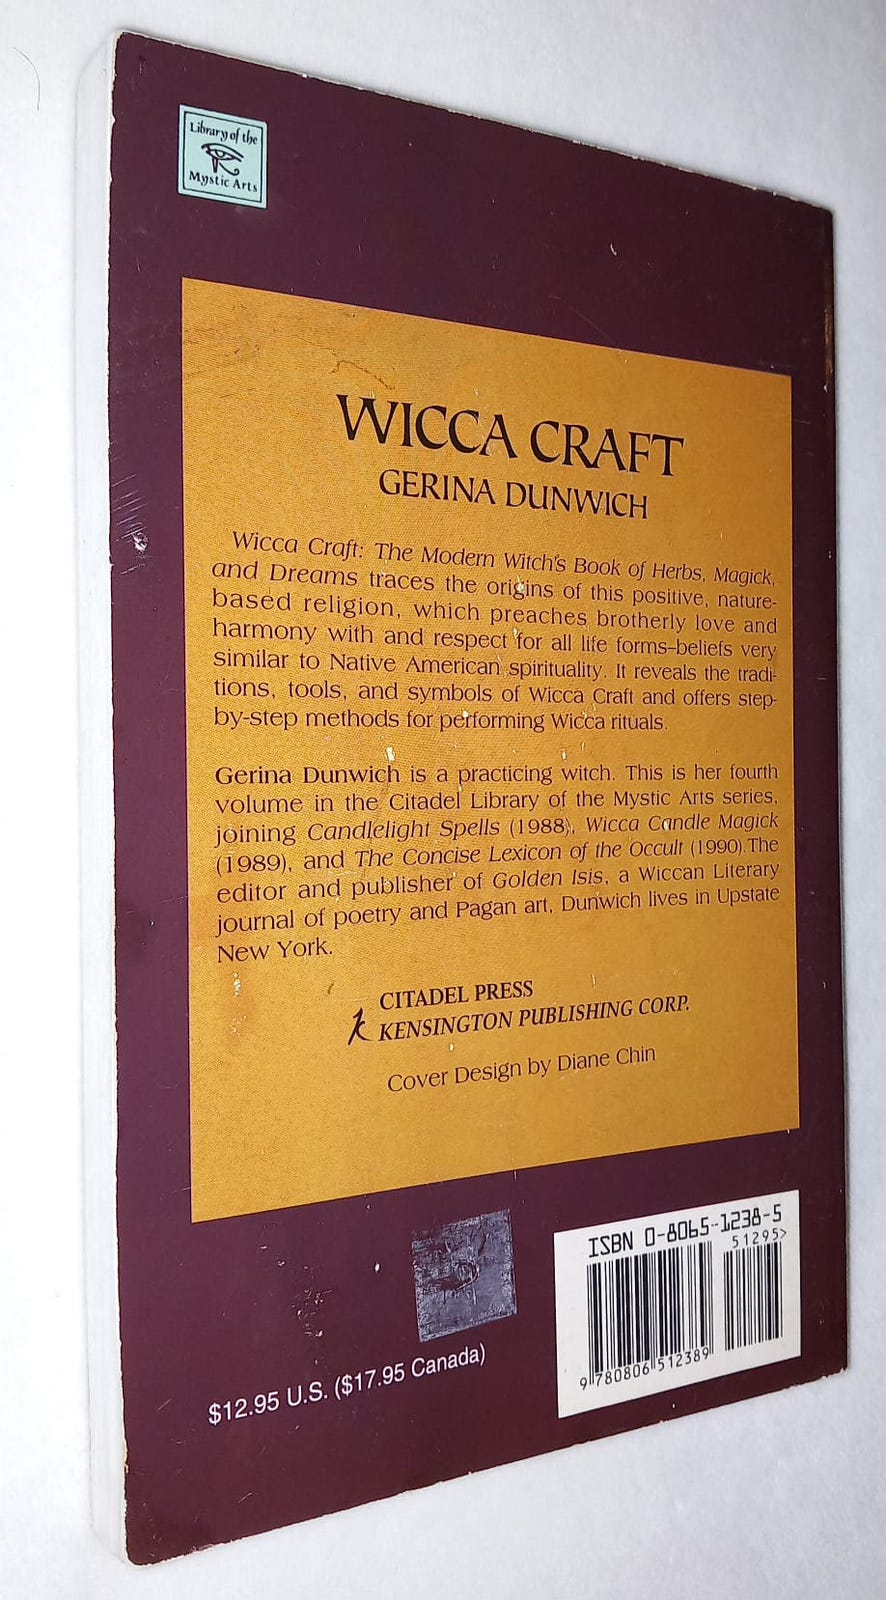 Library of the
Mystic Arts
WICCA CRAFT
GERINA DUNWICH
Wicca Craft: The Modern Witch's Book of Herbs, Magick,
and Dreams traces the origins of this positive, nature-
based religion, which preaches brotherly love and
harmony with and respect for all life forms–beliefs very
similar to Native American spirituality. It reveals the tradi-
tions, tools, and symbols of Wicca Craft and offers step-
by-step methods for performing Wicca rituals.
Gerina Dunwich is a practicing witch. This is her fourth
volume in the Citadel Library of the Mystic Arts series,
joining Candlelight Spells (1988), Wicca Candle Magick
(1989), and The Concise Lexicon of the Occult (1990).The
editor and publisher of Golden Isis, a Wiccan Literary
journal of poetry and Pagan art, Dunwich lives in Upstate
New York.
CITADEL PRESS
k KENSINGTON PUBLISHING CORP.
Cover Design by Diane Chin
ISBN 0-8065-1238-5
51295>
9 780806 512389
$12.95 U.S. ($17.95 Canada)